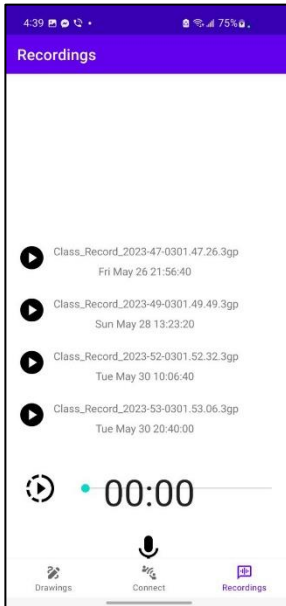 4:39 75%
Recordings
Class_Record_2023-47-0301.47.26.3gp
Fri May 26 21:56:40
Class_Record_2023-49-0301.49.49.3gp
Sun May 28 13:23:20
Class_Record_2023-52-0301.52.32.3gp
Tue May 30 10:06:40
Class_Record_2023-53-0301.53.06.3gp
Tue May 30 20:40:00
00:00
Drawings Connect Recordings